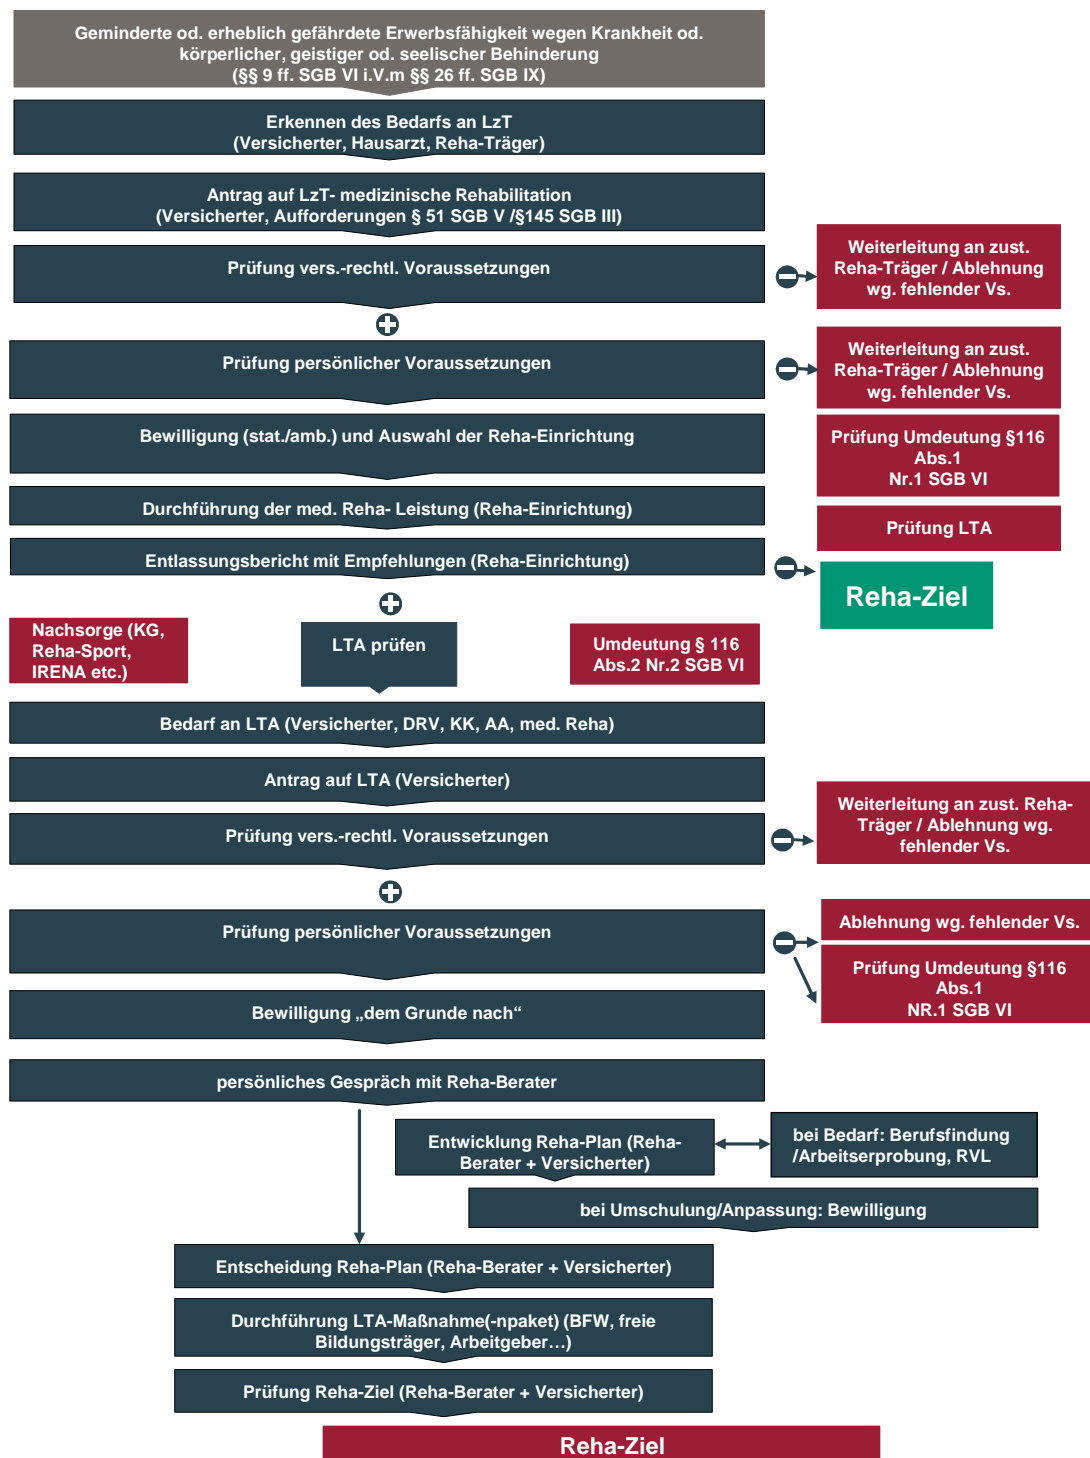 Geminderte od. erheblich gefährdete Erwerbsfähigkeit wegen Krankheit od.
körperlicher, geistiger od. seelischer Behinderung
(§§ 9 ff. SGB VI i.V.m §§ 26 ff. SGB IX)
Erkennen des Bedarfs an LzT
(Versicherter, Hausarzt, Reha-Träger)
Antrag auf LzT- medizinische Rehabilitation
(Versicherter, Aufforderungen § 51 SGB V /§145 SGB III)
Prüfung vers.-rechtl. Voraussetzungen
Weiterleitung an zust.
Reha-Träger / Ablehnung
wg. fehlender Vs.
Prüfung persönlicher Voraussetzungen
Weiterleitung an zust.
Reha-Träger / Ablehnung
wg. fehlender Vs.
Bewilligung (stat./amb.) und Auswahl der Reha-Einrichtung
Prüfung Umdeutung §116
Abs.1
Nr.1 SGB VI
Durchführung der med. Reha- Leistung (Reha-Einrichtung)
Prüfung LTA
Entlassungsbericht mit Empfehlungen (Reha-Einrichtung)
Reha-Ziel
Nachsorge (KG,
Reha-Sport,
IRENA etc.)
LTA prüfen
Umdeutung § 116
Abs.2 Nr.2 SGB VI
Bedarf an LTA (Versicherter, DRV, KK, AA, med. Reha)
Antrag auf LTA (Versicherter)
Prüfung vers.-rechtl. Voraussetzungen
Weiterleitung an zust. Reha-
Träger / Ablehnung wg.
fehlender Vs.
Prüfung persönlicher Voraussetzungen
Ablehnung wg. fehlender Vs.
Prüfung Umdeutung §116
Abs.1
NR.1 SGB VI
Bewilligung „dem Grunde nach“
persönliches Gespräch mit Reha-Berater
Entwicklung Reha-Plan (Reha-
Berater + Versicherter)
bei Bedarf: Berufsfindung
/Arbeitserprobung, RVL
bei Umschulung/Anpassung: Bewilligung
Entscheidung Reha-Plan (Reha-Berater + Versicherter)
Durchführung LTA-Maßnahme(-npaket) (BFW, freie
Bildungsträger, Arbeitgeber…)
Prüfung Reha-Ziel (Reha-Berater + Versicherter)
Reha-Ziel